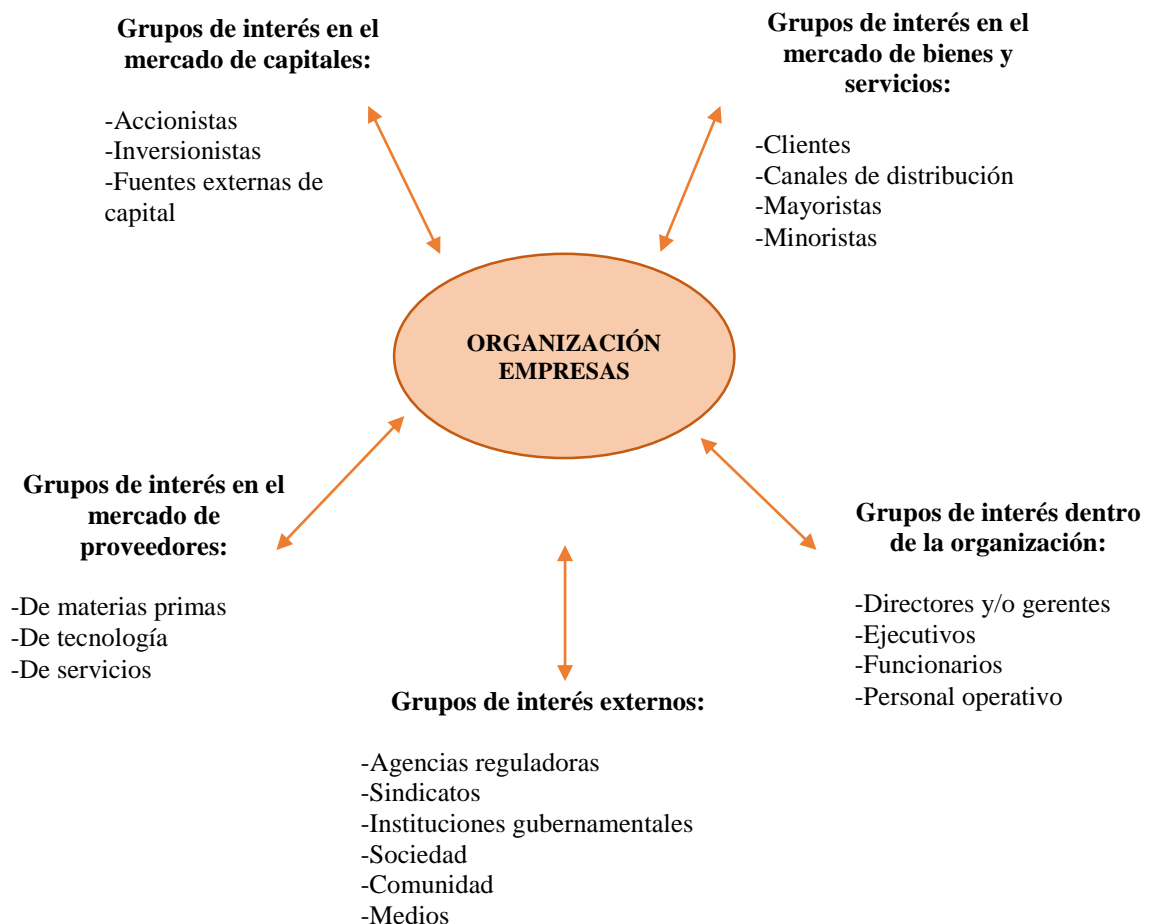 Grupos de interés en el
mercado de capitales:
-Accionistas
-Inversionistas
-Fuentes externas de
capital
Grupos de interés en el
mercado de bienes y
servicios:
-Clientes
-Canales de distribución
-Mayoristas
-Minoristas
ORGANIZACIÓN
EMPRESAS
Grupos de interés en el
mercado de
proveedores:
-De materias primas
-De tecnología
-De servicios
Grupos de interés dentro
de la organización:
-Directores y/o gerentes
-Ejecutivos
-Funcionarios
-Personal operativo
Grupos de interés externos:
-Agencias reguladoras
-Sindicatos
-Instituciones gubernamentales
-Sociedad
-Comunidad
-Medios